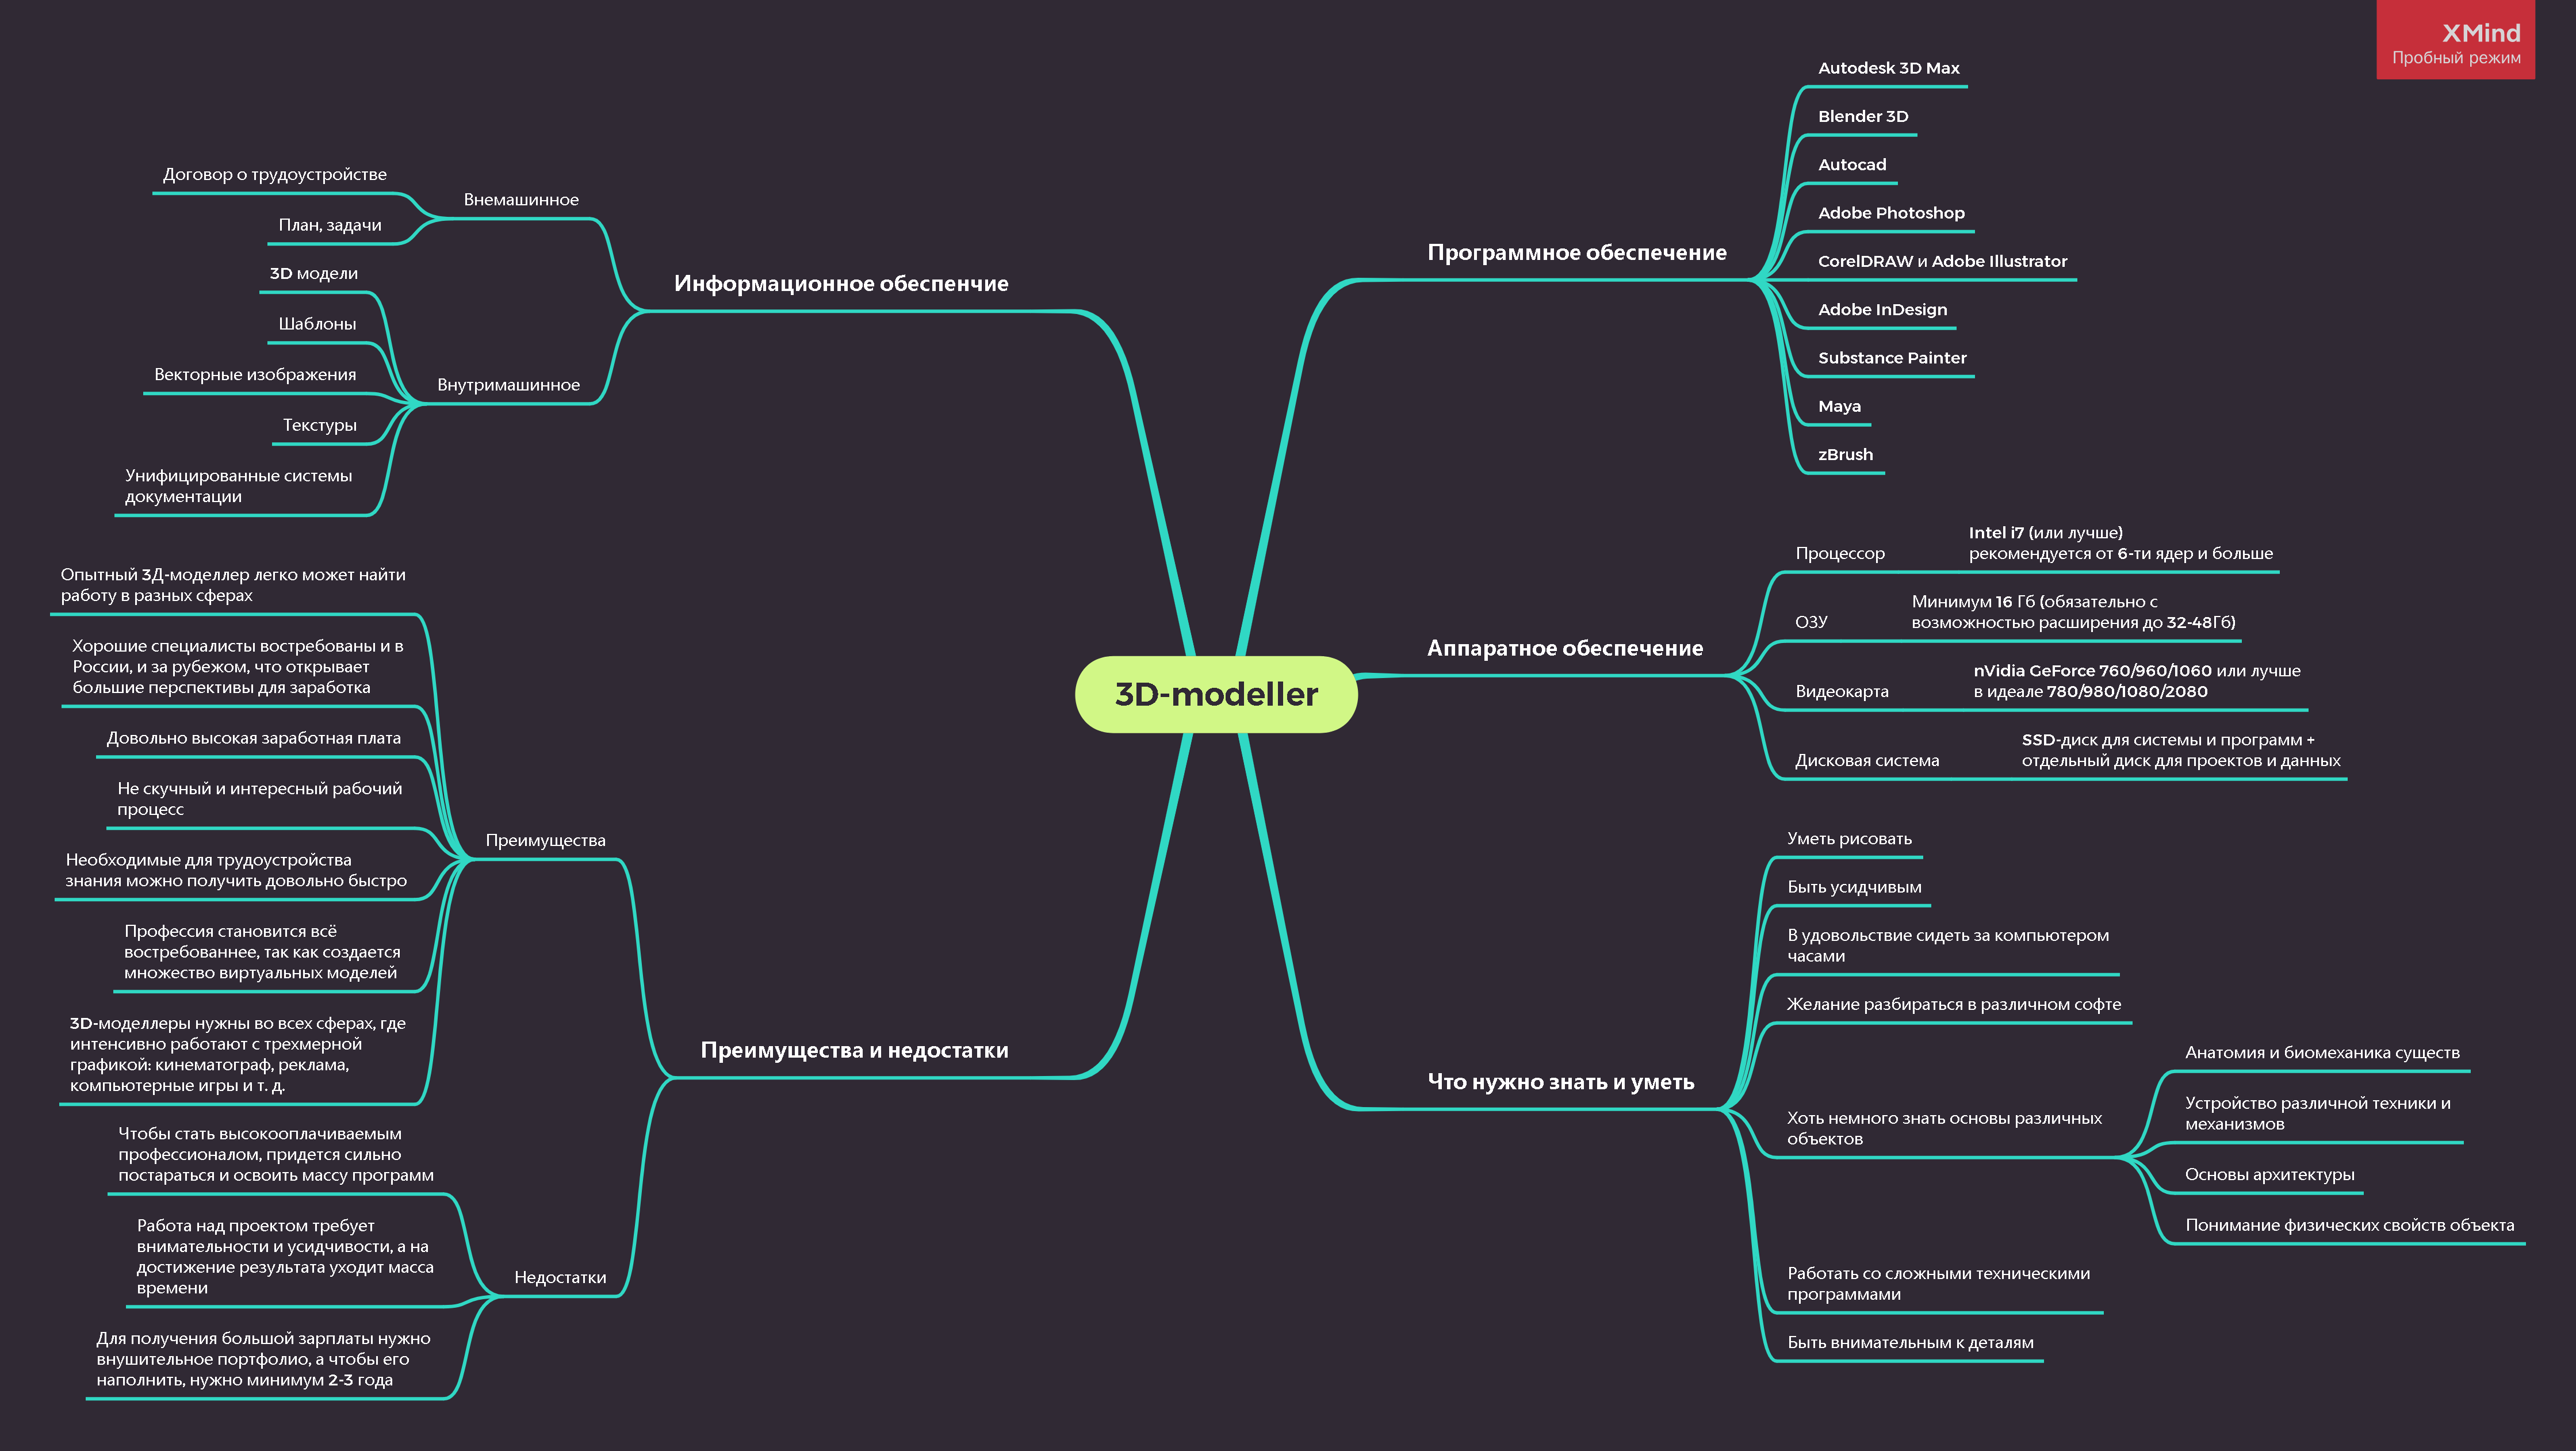 XMind
Пробный режим
3D-modeller
Программное обеспечение
Autodesk 3D Max
Blender 3D
Autocad
Adobe Photoshop
CorelDRAW и Adobe Illustrator
Adobe InDesign
Substance Painter
Maya
zBrush
Аппаратное обеспечение
Процессор
Intel i7 (или лучше)
рекомендуется от 6-ти ядер и больше
ОЗУ
Минимум 16 Гб (обязательно с
возможностью расширения до 32-48Гб)
Видеокарта
nVidia GeForce 760/960/1060 или лучше
в идеале 780/980/1080/2080
Дисковая система
SSD-диск для системы и программ +
отдельный диск для проектов и данных
Что нужно знать и уметь
Уметь рисовать
Быть усидчивым
В удовольствие сидеть за компьютером
часами
Желание разбираться в различном софте
Хоть немного знать основы различных
объектов
Анатомия и биомеханика существ
Устройство различной техники и
механизмов
Основы архитектуры
Понимание физических свойств объекта
Работать со сложными техническими
программами
Быть внимательным к деталям
Информационное обеспенчие
Внемашинное
Договор о трудоустройстве
План, задачи
Внутримашинное
3D модели
Шаблоны
Векторные изображения
Текстуры
Унифицированные системы
документации
Преимущества и недостатки
Преимущества
Опытный 3Д-моделлер легко может найти
работу в разных сферах
Хорошие специалисты востребованы и в
России, и за рубежом, что открывает
большие перспективы для заработка
Довольно высокая заработная плата
Не скучный и интересный рабочий
процесс
Необходимые для трудоустройства
знания можно получить довольно быстро
Профессия становится всё
востребованнее, так как создается
множество виртуальных моделей
3D-моделлеры нужны во всех сферах, где
интенсивно работают с трехмерной
графикой: кинематограф, реклама,
компьютерные игры и т. д.
Недостатки
Чтобы стать высокооплачиваемым
профессионалом, придется сильно
постараться и освоить массу программ
Работа над проектом требует
внимательности и усидчивости, а на
достижение результата уходит масса
времени
Для получения большой зарплаты нужно
внушительное портфолио, а чтобы его
наполнить, нужно минимум 2-3 года